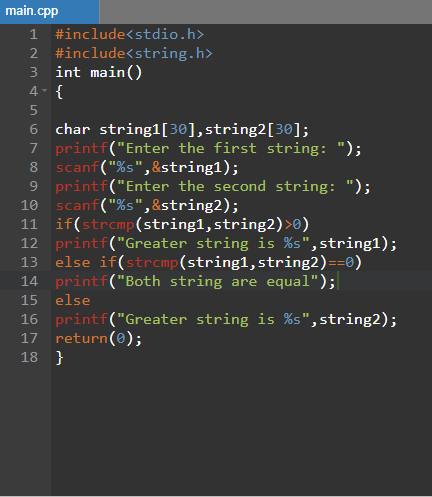 main.cpp
1 #include<stdio.h>
2 #include<string.h>
3 int main()
4 {
5
6 char string1[30],string2[30];
7 printf("Enter the first string: ");
8 scanf("%s",&string1);
9 printf("Enter the second string: ");
10 scanf("%s",&string2);
11 if(strcmp(string1,string2)>0)
12 printf("Greater string is %s",string1);
13 else if(strcmp(string1,string2)==0)
14 printf("Both string are equal");
15 else
16 printf("Greater string is %s",string2);
17 return(0);
18 }